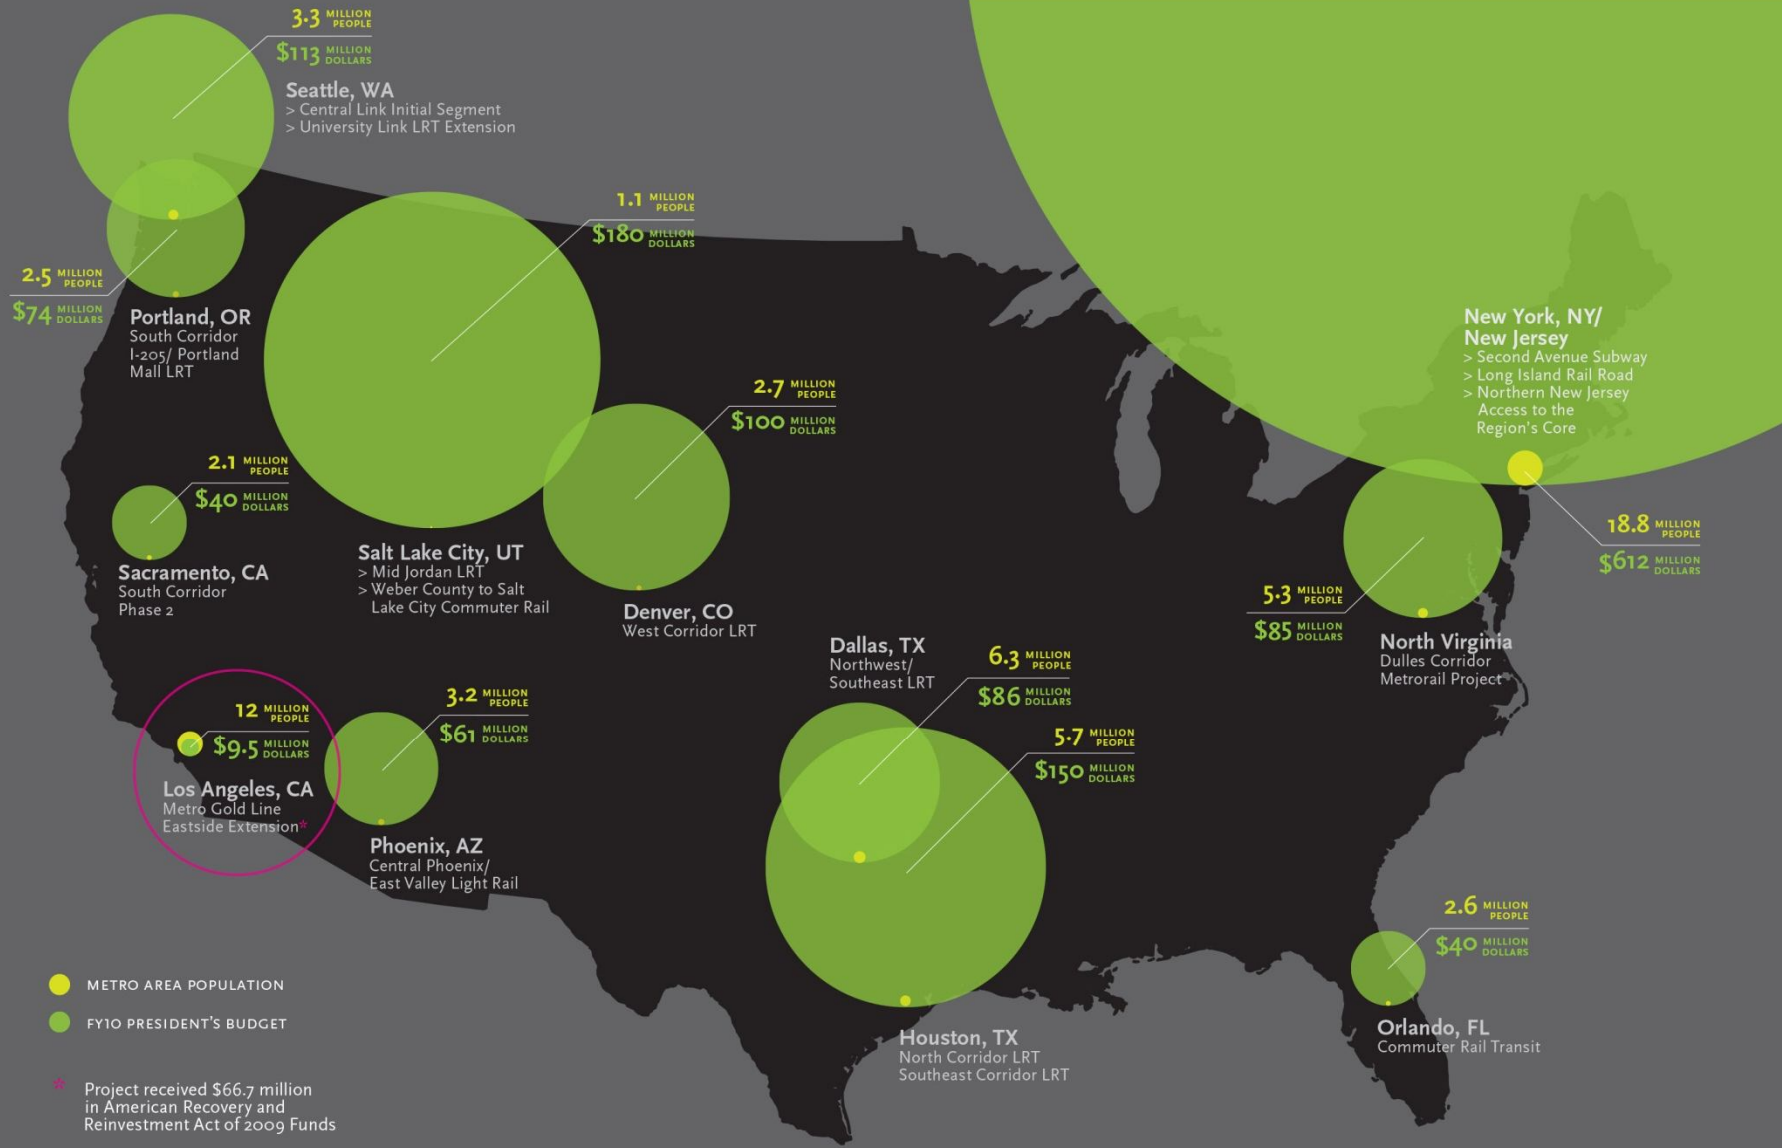 3.3 MILLION PEOPLE
$113 MILLION DOLLARS
Seattle, WA
> Central Link Initial Segment
> University Link LRT Extension
2.5 MILLION PEOPLE
$74 MILLION DOLLARS
Portland, OR
South Corridor
I-205/ Portland
Mall LRT
1.1 MILLION PEOPLE
$180 MILLION DOLLARS
Salt Lake City, UT
> Mid Jordan LRT
> Weber County to Salt
Lake City Commuter Rail
2.7 MILLION PEOPLE
$100 MILLION DOLLARS
Denver, CO
West Corridor LRT
2.1 MILLION PEOPLE
$40 MILLION DOLLARS
Sacramento, CA
South Corridor
Phase 2
New York, NY/
New Jersey
> Second Avenue Subway
> Long Island Rail Road
> Northern New Jersey
Access to the
Region's Core
18.8 MILLION PEOPLE
$612 MILLION DOLLARS
5.3 MILLION PEOPLE
$85 MILLION DOLLARS
North Virginia
Dulles Corridor
Metrorail Project
Dallas, TX
Northwest/
Southeast LRT
6.3 MILLION PEOPLE
$86 MILLION DOLLARS
5.7 MILLION PEOPLE
$150 MILLION DOLLARS
Houston, TX
North Corridor LRT
Southeast Corridor LRT
12 MILLION PEOPLE
$9.5 MILLION DOLLARS
Los Angeles, CA
Metro Gold Line
Eastside Extension*
3.2 MILLION PEOPLE
$61 MILLION DOLLARS
Phoenix, AZ
Central Phoenix/
East Valley Light Rail
2.6 MILLION PEOPLE
$40 MILLION DOLLARS
Orlando, FL
Commuter Rail Transit
METRO AREA POPULATION
FY10 PRESIDENT'S BUDGET
* Project received $66.7 million
in American Recovery and
Reinvestment Act of 2009 Funds